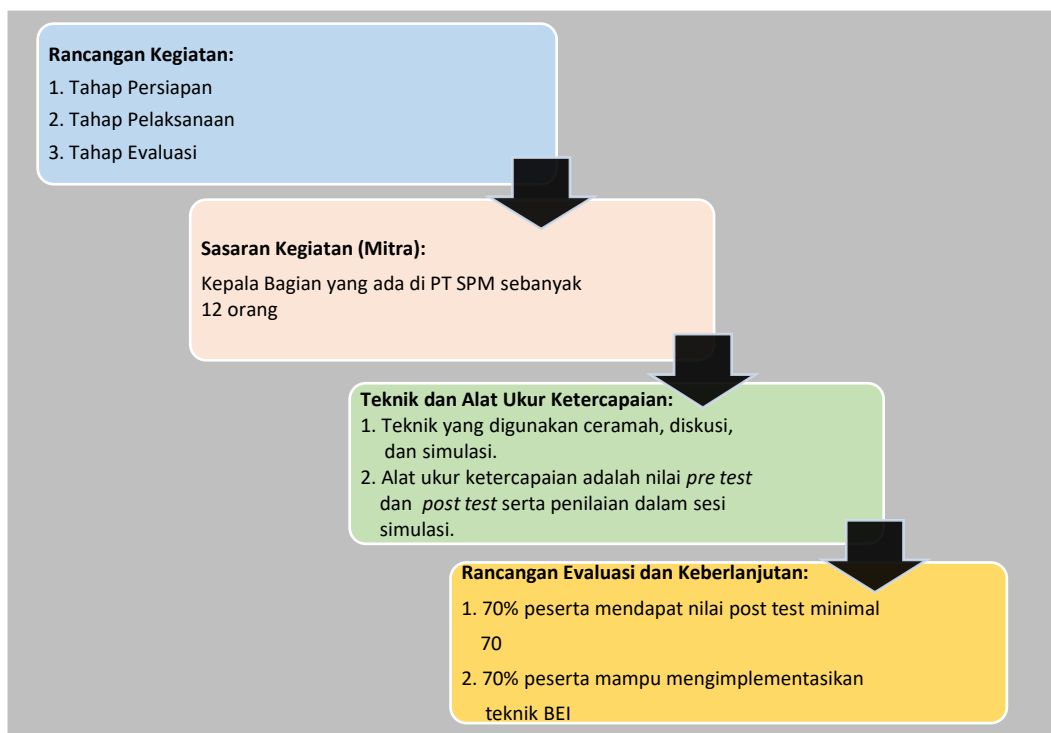 Rancangan Kegiatan:
1. Tahap Persiapan
2. Tahap Pelaksanaan
3. Tahap Evaluasi
Sasaran Kegiatan (Mitra):
Kepala Bagian yang ada di PT SPM sebanyak
12 orang
Teknik dan Alat Ukur Ketercapaian:
1. Teknik yang digunakan ceramah, diskusi,
dan simulasi.
2. Alat ukur ketercapaian adalah nilai pre test
dan post test serta penilaian dalam sesi
simulasi.
Rancangan Evaluasi dan Keberlanjutan:
1. 70% peserta mendapat nilai post test minimal
70
2. 70% peserta mampu mengimplementasikan
teknik BEI